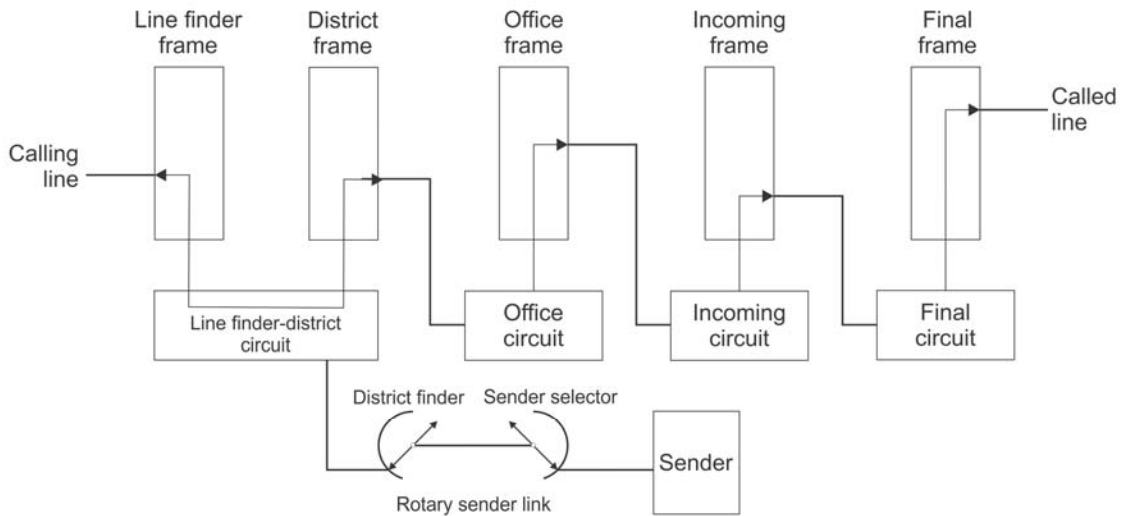 Line finder
frame
District
frame
Office
frame
Incoming
frame
Final
frame
Calling
line
Called
line
Line finder-district
circuit
Office
circuit
Incoming
circuit
Final
circuit
District finder
Sender selector
Sender
Rotary sender link